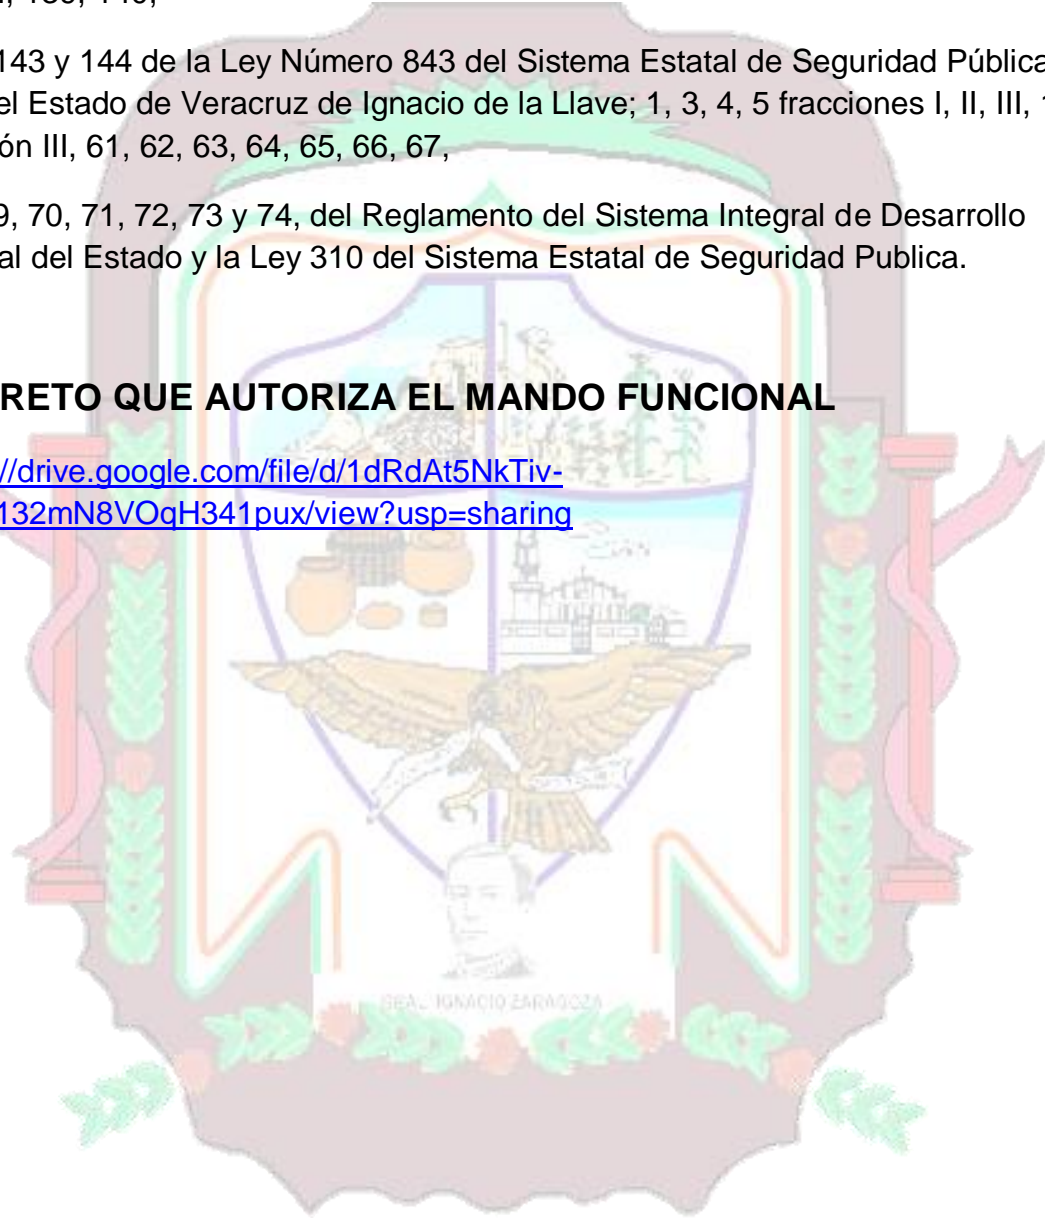 143 y 144 de la Ley Número 843 del Sistema Estatal de Seguridad Pública
el Estado de Veracruz de Ignacio de la Llave; 1, 3, 4, 5 fracciones I, II, III,
ón III, 61, 62, 63, 64, 65, 66, 67,
9, 70, 71, 72, 73 y 74, del Reglamento del Sistema Integral de Desarrollo
al del Estado y la Ley 310 del Sistema Estatal de Seguridad Publica.
RETO QUE AUTORIZA EL MANDO FUNCIONAL
//drive.google.com/file/d/1dRdAt5NkTiv-
132mN8VOqH341pux/view?usp=sharing
GRAL. IGNACIO ZARAGOZA